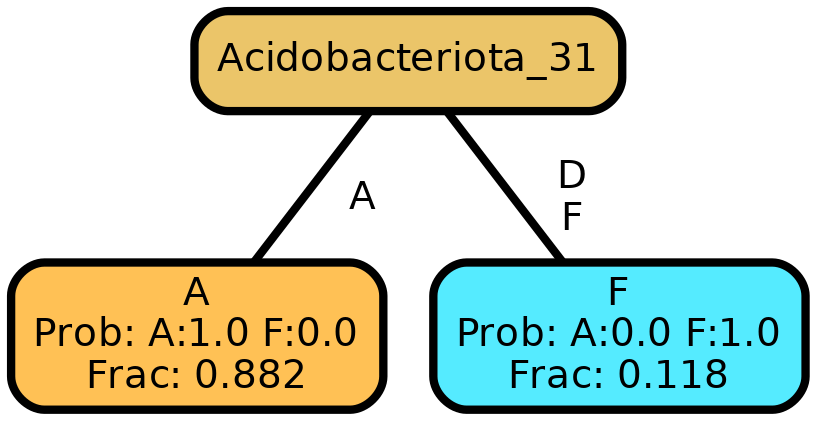 Acidobacteriota_31
A
D
F
A
Prob: A:1.0 F:0.0
Frac: 0.882
F
Prob: A:0.0 F:1.0
Frac: 0.118